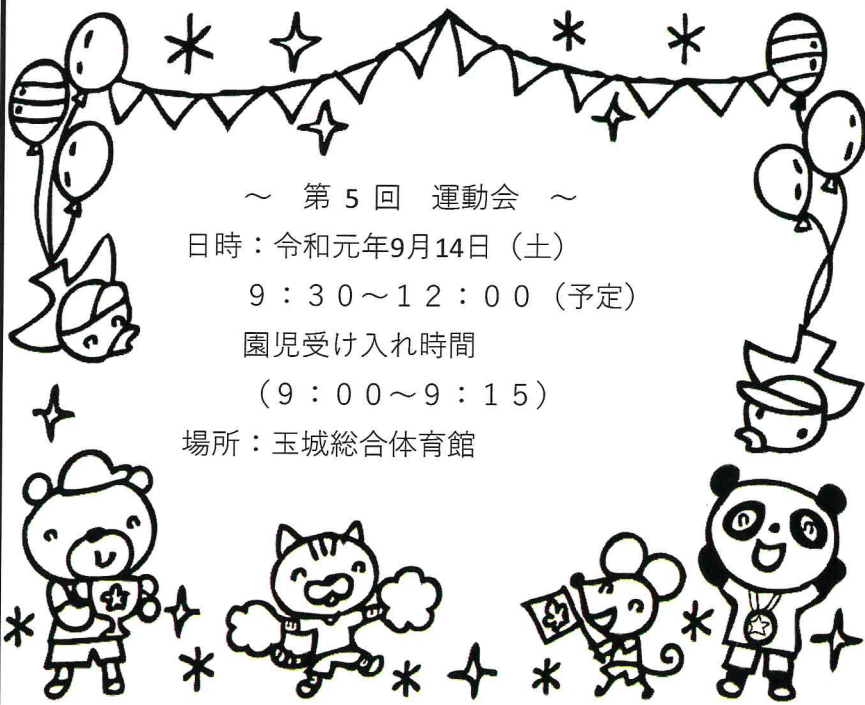 ～ 第 5 回 運動会 ～
日時：令和元年9月14日（土）
９：３０～１２：００（予定）
園児受け入れ時間
（９：００～９：１５）
場所：玉城総合体育館